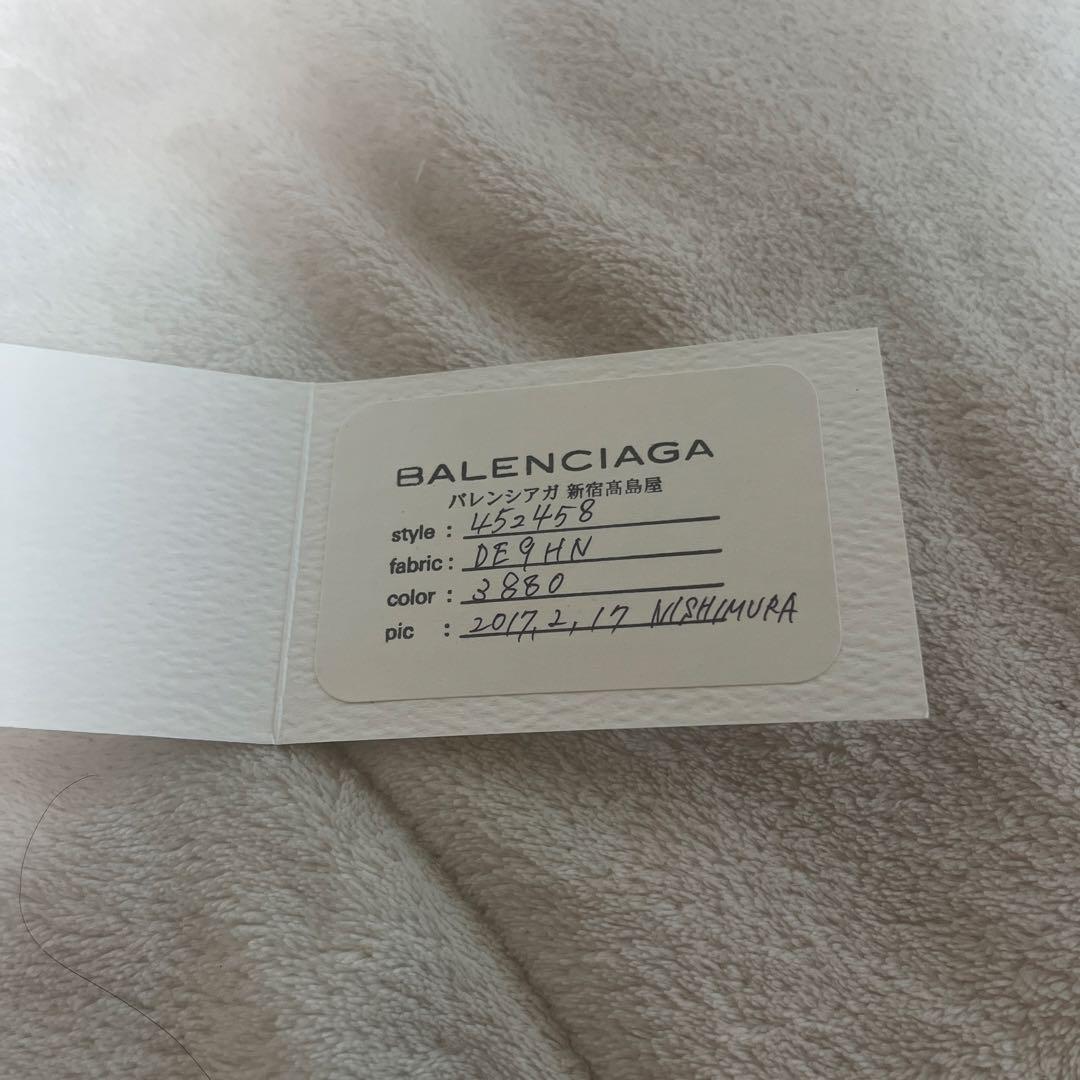 BALENCIAGA
バレンシアガ 新宿髙島屋
style : 452458
fabric : DE9HN
color : 3880
pic : 2017, 2, 17 NISHIMURA